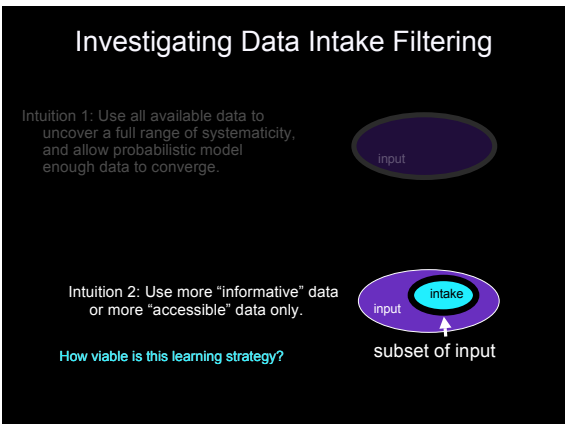 Investigating Data Intake Filtering
Intuition 1: Use all available data to
uncover a full range of systematicity,
and allow probabilistic model
enough data to converge.
input
Intuition 2: Use more “informative” data
or more “accessible” data only.
intake
input
How viable is this learning strategy?
subset of input